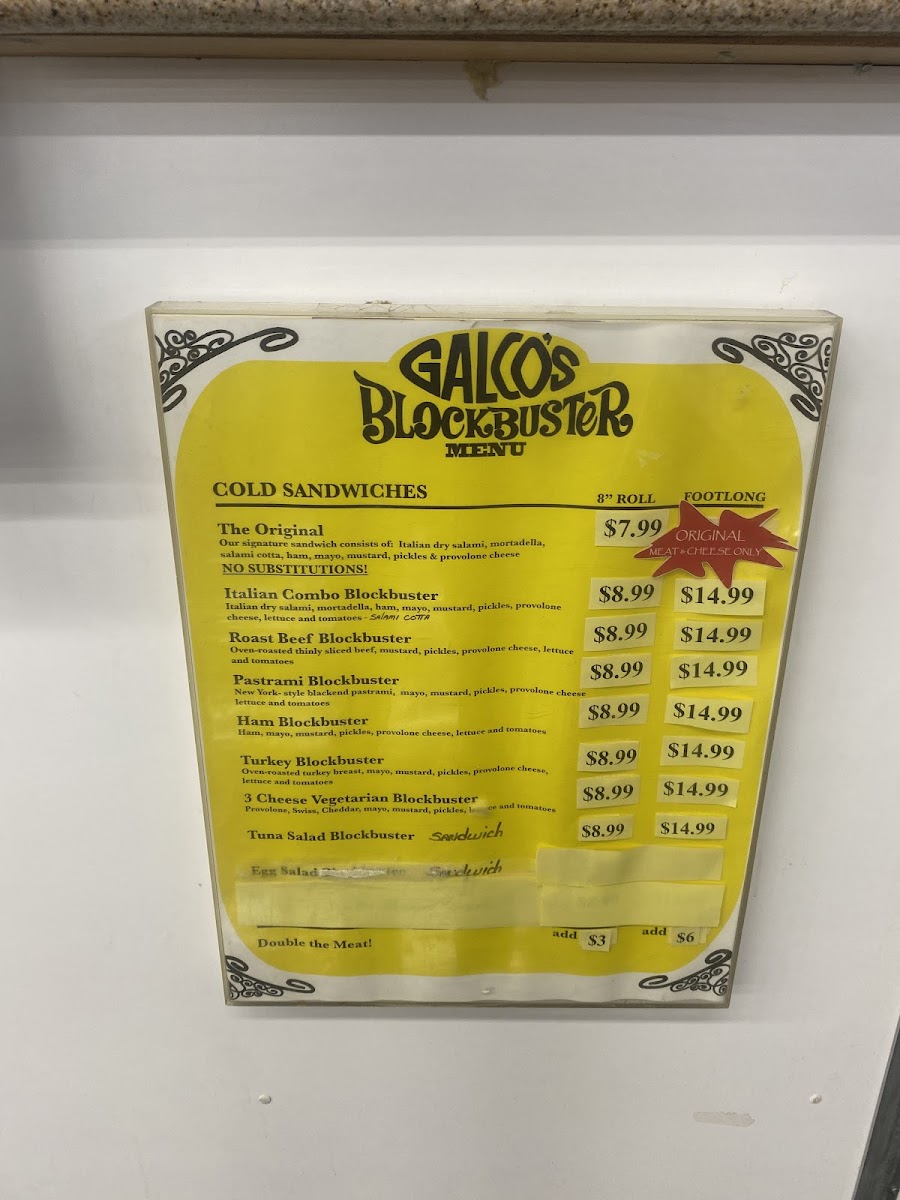 GALCO'S
BLOCKBUSTER
MENU
COLD SANDWICHES
8” ROLL FOOTLONG
The Original $7.99
Our signature sandwich consists of: Italian dry salami, mortadella,
salami cotta, ham, mayo, mustard, pickles & provolone cheese
NO SUBSTITUTIONS!
ORIGINAL
MEAT & CHEESE ONLY
Italian Combo Blockbuster $8.99 $14.99
Italian dry salami, mortadella, ham, mayo, mustard, pickles, provolone
cheese, lettuce and tomatoes - SALAMI COTTA
Roast Beef Blockbuster $8.99 $14.99
Oven-roasted thinly sliced beef, mustard, pickles, provolone cheese, lettuce
and tomatoes
Pastrami Blockbuster $8.99 $14.99
New York- style blackend pastrami, mayo, mustard, pickles, provolone cheese
lettuce and tomatoes
Ham Blockbuster $8.99 $14.99
Ham, mayo, mustard, pickles, provolone cheese, lettuce and tomatoes
Turkey Blockbuster $8.99 $14.99
Oven-roasted turkey breast, mayo, mustard, pickles, provolone cheese,
lettuce and tomatoes
3 Cheese Vegetarian Blockbuster $8.99 $14.99
Provolone, Swiss, Cheddar, mayo, mustard, pickles, and tomatoes
Tuna Salad Blockbuster Sandwich $8.99 $14.99
Egg Salad Sandwich
Double the Meat! add $3 add $6